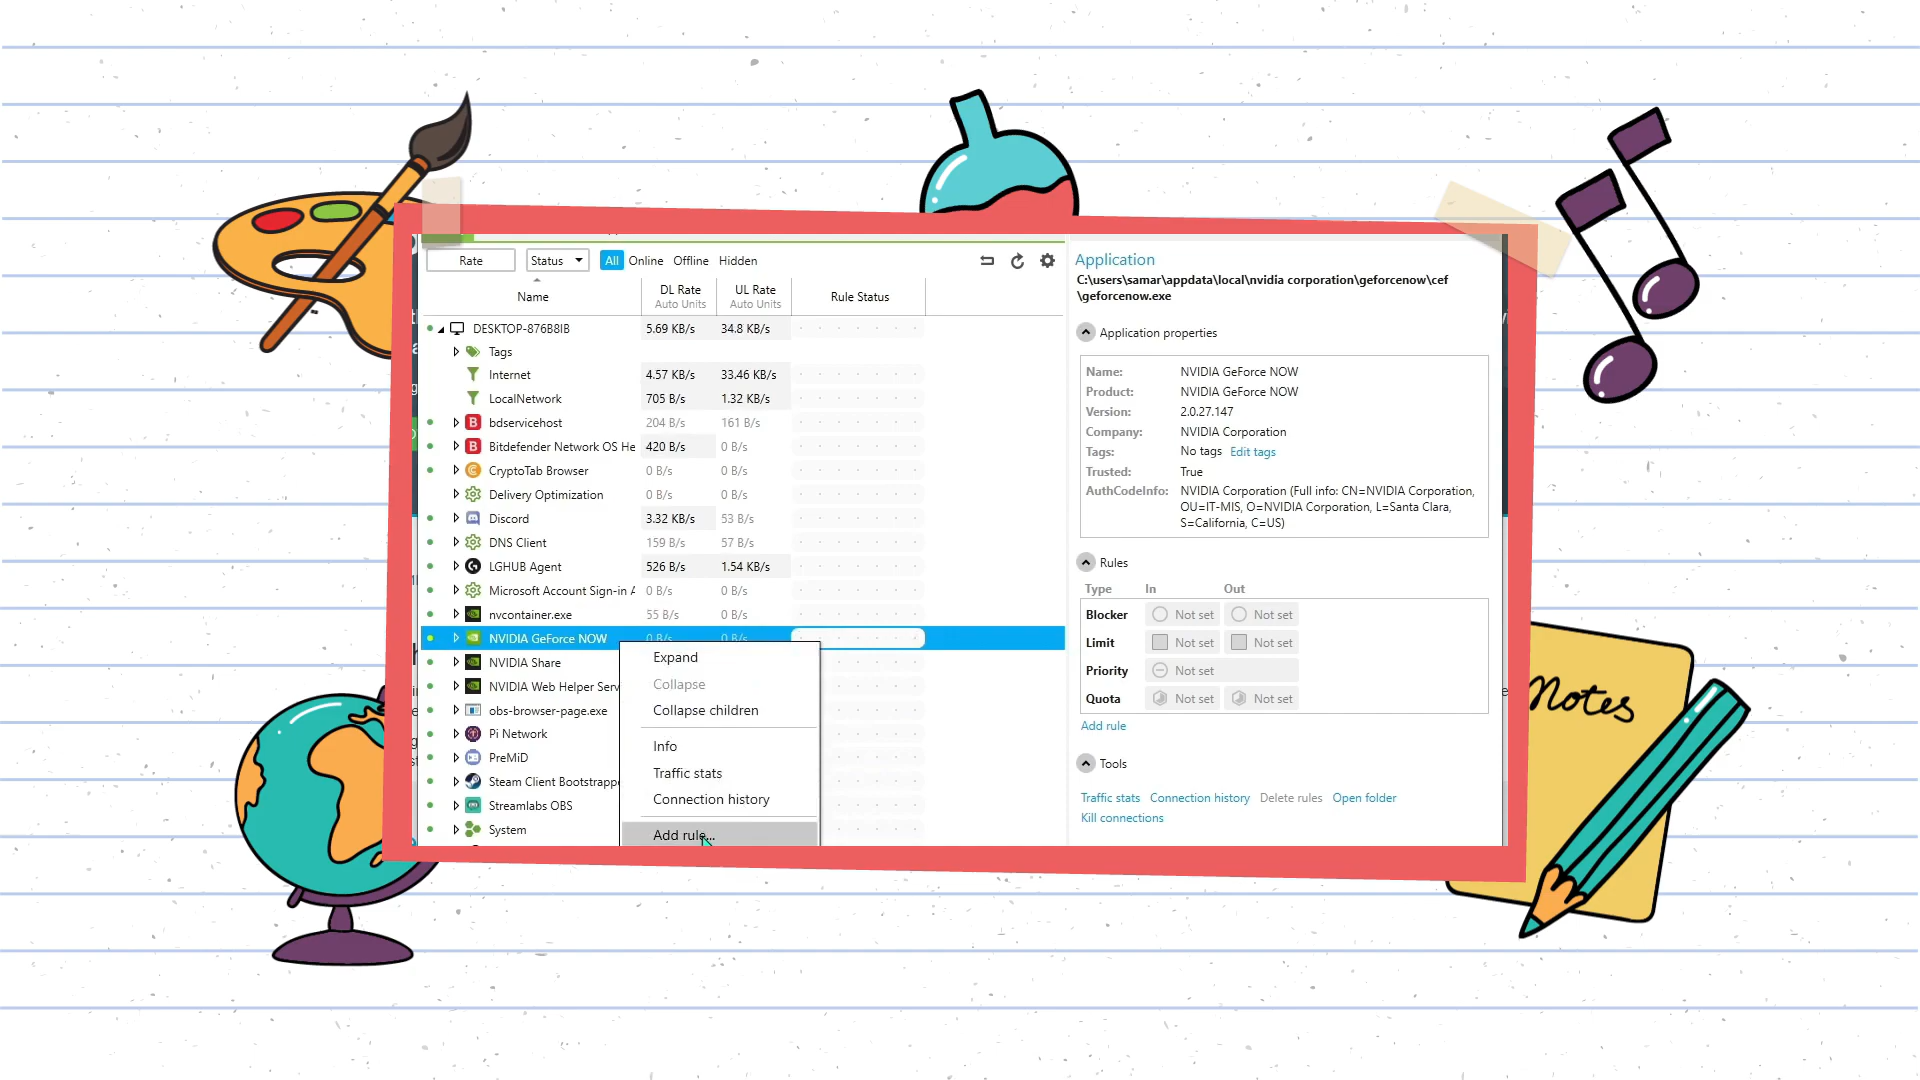 Rate Status All Online Offline Hidden
Name DL Rate UL Rate Rule Status
Auto Units Auto Units
DESKTOP-876B8IB 5.69 KB/s 34.8 KB/s
Tags
Internet 4.57 KB/s 33.46 KB/s
LocalNetwork 705 B/s 1.32 KB/s
bdservicehost 204 B/s 161 B/s
Bitdefender Network OS He 420 B/s 0 B/s
CryptoTab Browser 0 B/s 0 B/s
Delivery Optimization 0 B/s 0 B/s
Discord 3.32 KB/s 53 B/s
DNS Client 159 B/s 57 B/s
LGHUB Agent 526 B/s 1.54 KB/s
Microsoft Account Sign-in A 0 B/s 0 B/s
nvcontainer.exe 55 B/s 0 B/s
NVIDIA GeForce NOW 0 B/s 0 B/s
NVIDIA Share
NVIDIA Web Helper Serv
obs-browser-page.exe
Pi Network
PreMiD
Steam Client Bootstrappe
Streamlabs OBS
System
Expand
Collapse
Collapse children
Info
Traffic stats
Connection history
Add rule...
Application
C:\users\samar\appdata\local\nvidia corporation\geforcenow\cef
\geforcenow.exe
Application properties
Name: NVIDIA GeForce NOW
Product: NVIDIA GeForce NOW
Version: 2.0.27.147
Company: NVIDIA Corporation
Tags: No tags Edit tags
Trusted: True
AuthCodeInfo: NVIDIA Corporation (Full info: CN=NVIDIA Corporation,
OU=IT-MIS, O=NVIDIA Corporation, L=Santa Clara,
S=California, C=US)
Rules
Type In Out
Blocker Not set Not set
Limit Not set Not set
Priority Not set
Quota Not set Not set
Add rule
Tools
Traffic stats Connection history Delete rules Open folder
Kill connections
Notes